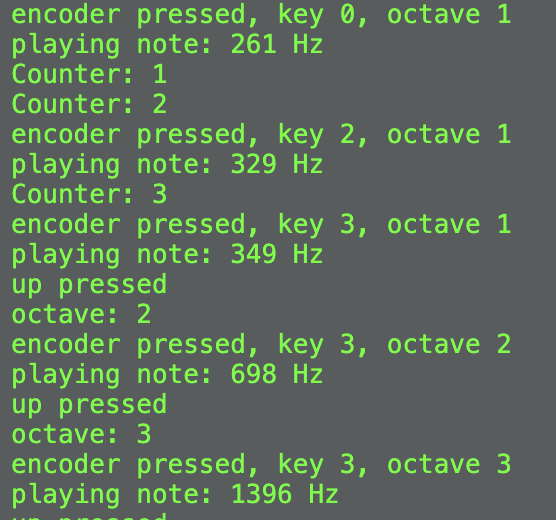 encoder pressed, key 0, octave 1
playing note: 261 Hz
Counter: 1
Counter: 2
encoder pressed, key 2, octave 1
playing note: 329 Hz
Counter: 3
encoder pressed, key 3, octave 1
playing note: 349 Hz
up pressed
octave: 2
encoder pressed, key 3, octave 2
playing note: 698 Hz
up pressed
octave: 3
encoder pressed, key 3, octave 3
playing note: 1396 Hz
up pressed